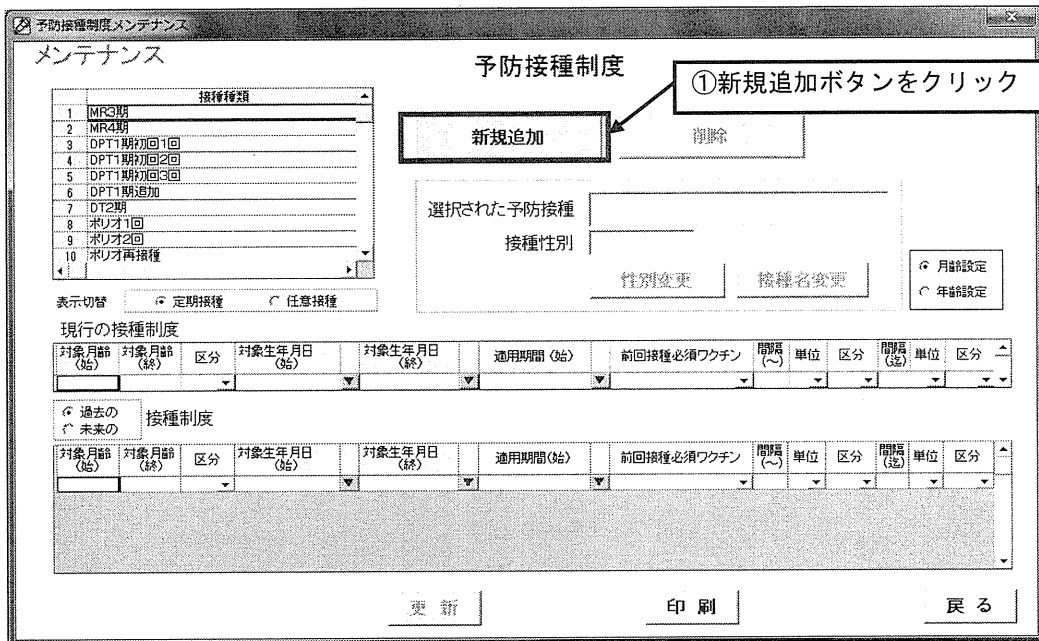 予防接種制度メンテナンス
メンテナンス
予防接種制度
①新規追加ボタンをクリック
接種種類
1 MR3期
2 MR4期
3 DPT1期初回1回
4 DPT1期初回2回
5 DPT1期初回3回
6 DPT1期追加
7 DT2期
8 ポリオ1回
9 ポリオ2回
10 ポリオ再接種
新規追加 削除
選択された予防接種
接種性別
性別変更 接種名変更
月齢設定
年齢設定
表示切替 定期接種 任意接種
現行の接種制度
対象月齢(始) 対象月齢(終) 区分 対象生年月日(始) 対象生年月日(終) 適用期間(始) 前回接種必須ワクチン 間隔(~) 単位 区分 間隔(迄) 単位 区分
過去の
未来の
接種制度
対象月齢(始) 対象月齢(終) 区分 対象生年月日(始) 対象生年月日(終) 適用期間(始) 前回接種必須ワクチン 間隔(~) 単位 区分 間隔(迄) 単位 区分
更新 印刷 戻る